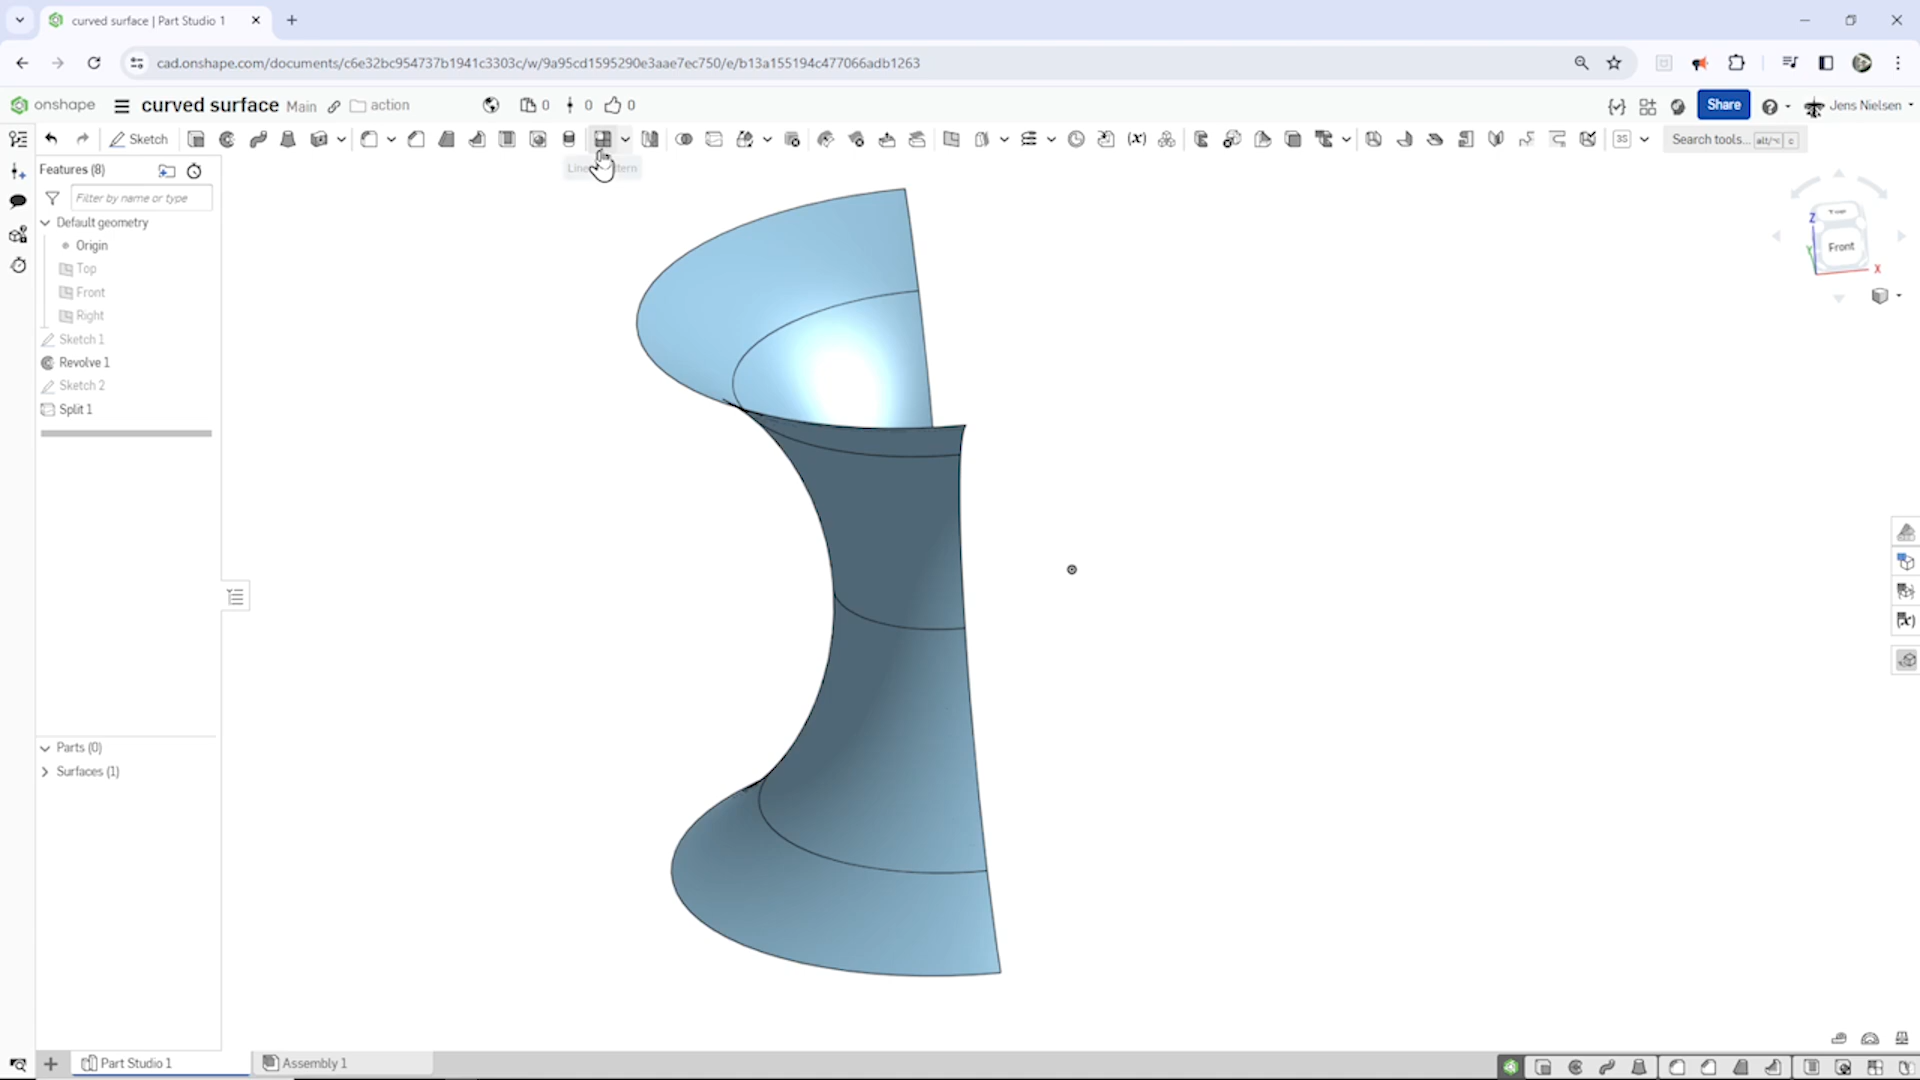 curved surface | Part Studio 1
cad.onshape.com/documents/c6e32bc954737b1941c3303c/w/9a95cd1595290e3aae7ec750/e/b13a155194c477066adb1263
onshape curved surface Main action 0 0 0 Share Jens Nielsen
Sketch (x) 3S Search tools... alt/⌥ c
Features (8)
Filter by name or type
Default geometry
Origin
Top
Front
Right
Sketch 1
Revolve 1
Sketch 2
Split 1
Z Front X
(x)
Parts (0)
Surfaces (1)
Part Studio 1 Assembly 1